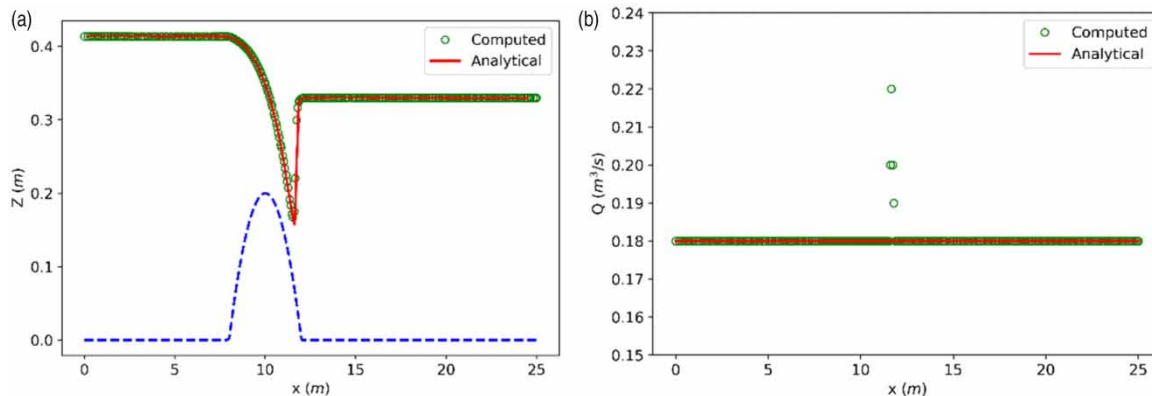 (a)
Computed
Analytical
Z (m)
0.4
0.3
0.2
0.1
0.0
0 5 10 15 20 25
x (m)
(b)
Computed
Analytical
Q (m³/s)
0.24
0.23
0.22
0.21
0.20
0.19
0.18
0.17
0.16
0.15
0 5 10 15 20 25
x (m)